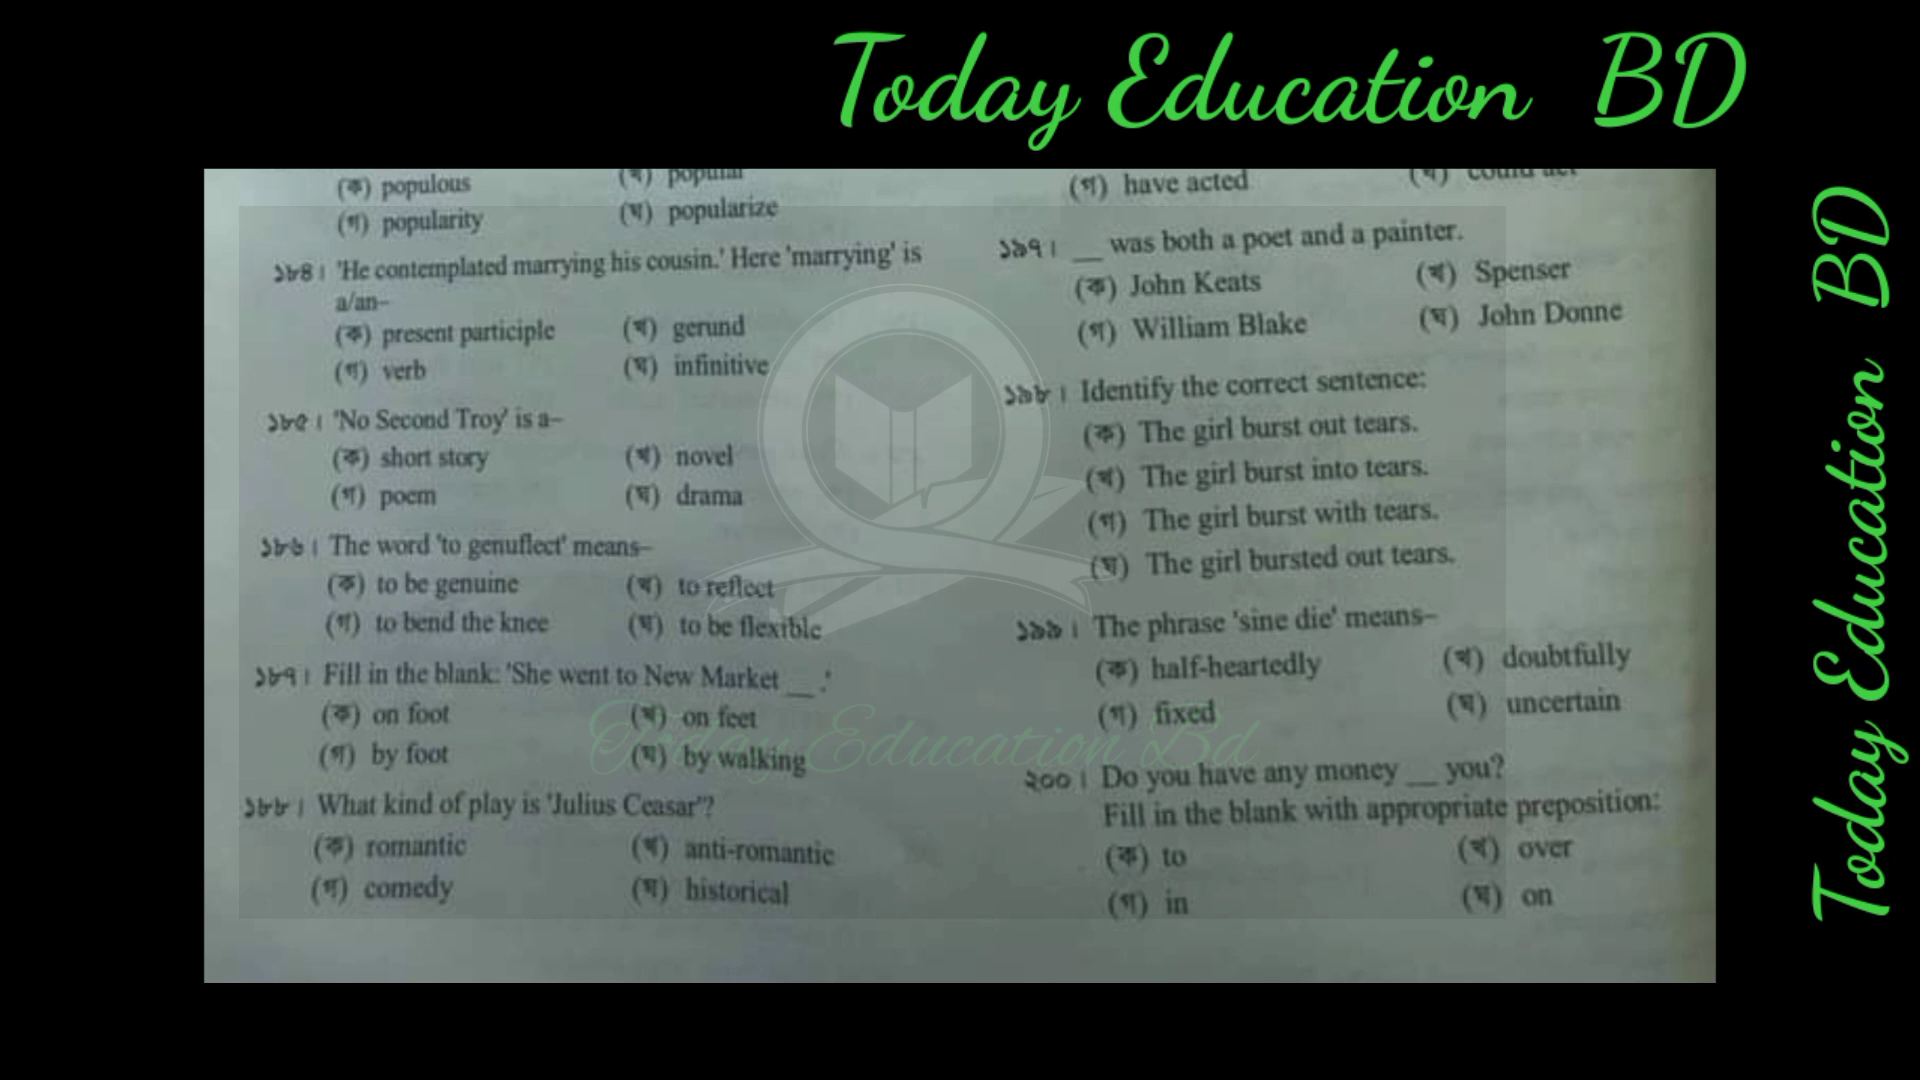 Today Education BD
(ক) populous
(খ) popular
(গ) popularity
(ঘ) popularize
১৮৪। 'He contemplated marrying his cousin.' Here 'marrying' is
a/an–
(ক) present participle
(খ) gerund
(গ) verb
(ঘ) infinitive
১৮৫। 'No Second Troy' is a–
(ক) short story
(খ) novel
(গ) poem
(ঘ) drama
১৮৬। The word 'to genuflect' means–
(ক) to be genuine
(খ) to reflect
(গ) to bend the knee
(ঘ) to be flexible
১৮৭। Fill in the blank: 'She went to New Market __.'
(ক) on foot
(খ) on feet
(গ) by foot
(ঘ) by walking
১৮৮। What kind of play is 'Julius Ceasar'?
(ক) romantic
(খ) anti-romantic
(গ) comedy
(ঘ) historical
(গ) have acted
(ঘ) could act
১৯৭। __ was both a poet and a painter.
(ক) John Keats
(খ) Spenser
(গ) William Blake
(ঘ) John Donne
১৯৮। Identify the correct sentence:
(ক) The girl burst out tears.
(খ) The girl burst into tears.
(গ) The girl burst with tears.
(ঘ) The girl bursted out tears.
১৯৯। The phrase 'sine die' means–
(ক) half-heartedly
(খ) doubtfully
(গ) fixed
(ঘ) uncertain
২০০। Do you have any money __ you?
Fill in the blank with appropriate preposition:
(ক) to
(খ) over
(গ) in
(ঘ) on
Today Education Bd
Today Education BD